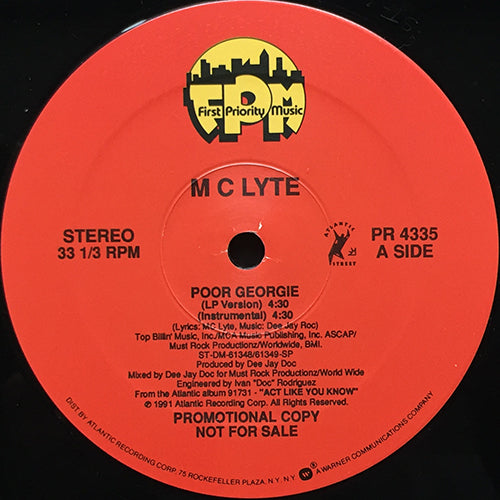 FPM
First Priority Music
M C LYTE
STEREO
33 1/3 RPM
ATLANTIC
STREET
PR 4335
A SIDE
POOR GEORGIE
(LP Version) 4:30
(Instrumental) 4:30
(Lyrics: MC Lyte, Music: Dee Jay Roc)
Top Billin' Music, Inc./MCA Music Publishing, Inc. ASCAP/
Must Rock Productionz/Worldwide, BMI.
ST-DM-61348/61349-SP
Produced by Dee Jay Doc
Mixed by Dee Jay Doc for Must Rock Productionz/World Wide
Engineered by Ivan "Doc" Rodriguez
From the Atlantic album 91731 - "ACT LIKE YOU KNOW"
℗ 1991 Atlantic Recording Corp. All Rights Reserved.
PROMOTIONAL COPY
NOT FOR SALE
DIST. BY ATLANTIC RECORDING CORP. 75 ROCKEFELLER PLAZA, N.Y. N.Y. A WARNER COMMUNICATIONS COMPANY